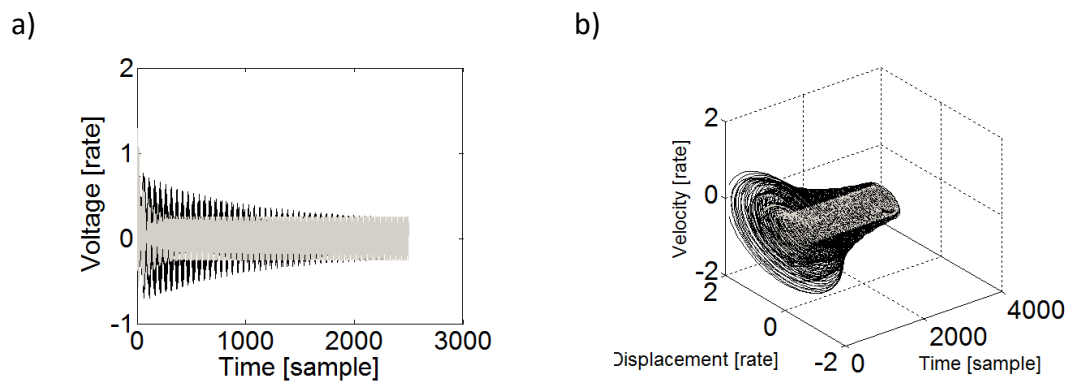 a)
b)
2
1
0
-1
Voltage [rate]
0
1000
2000
3000
Time [sample]
2
0
-2
Velocity [rate]
2
0
-2
Displacement [rate]
0
2000
4000
Time [sample]